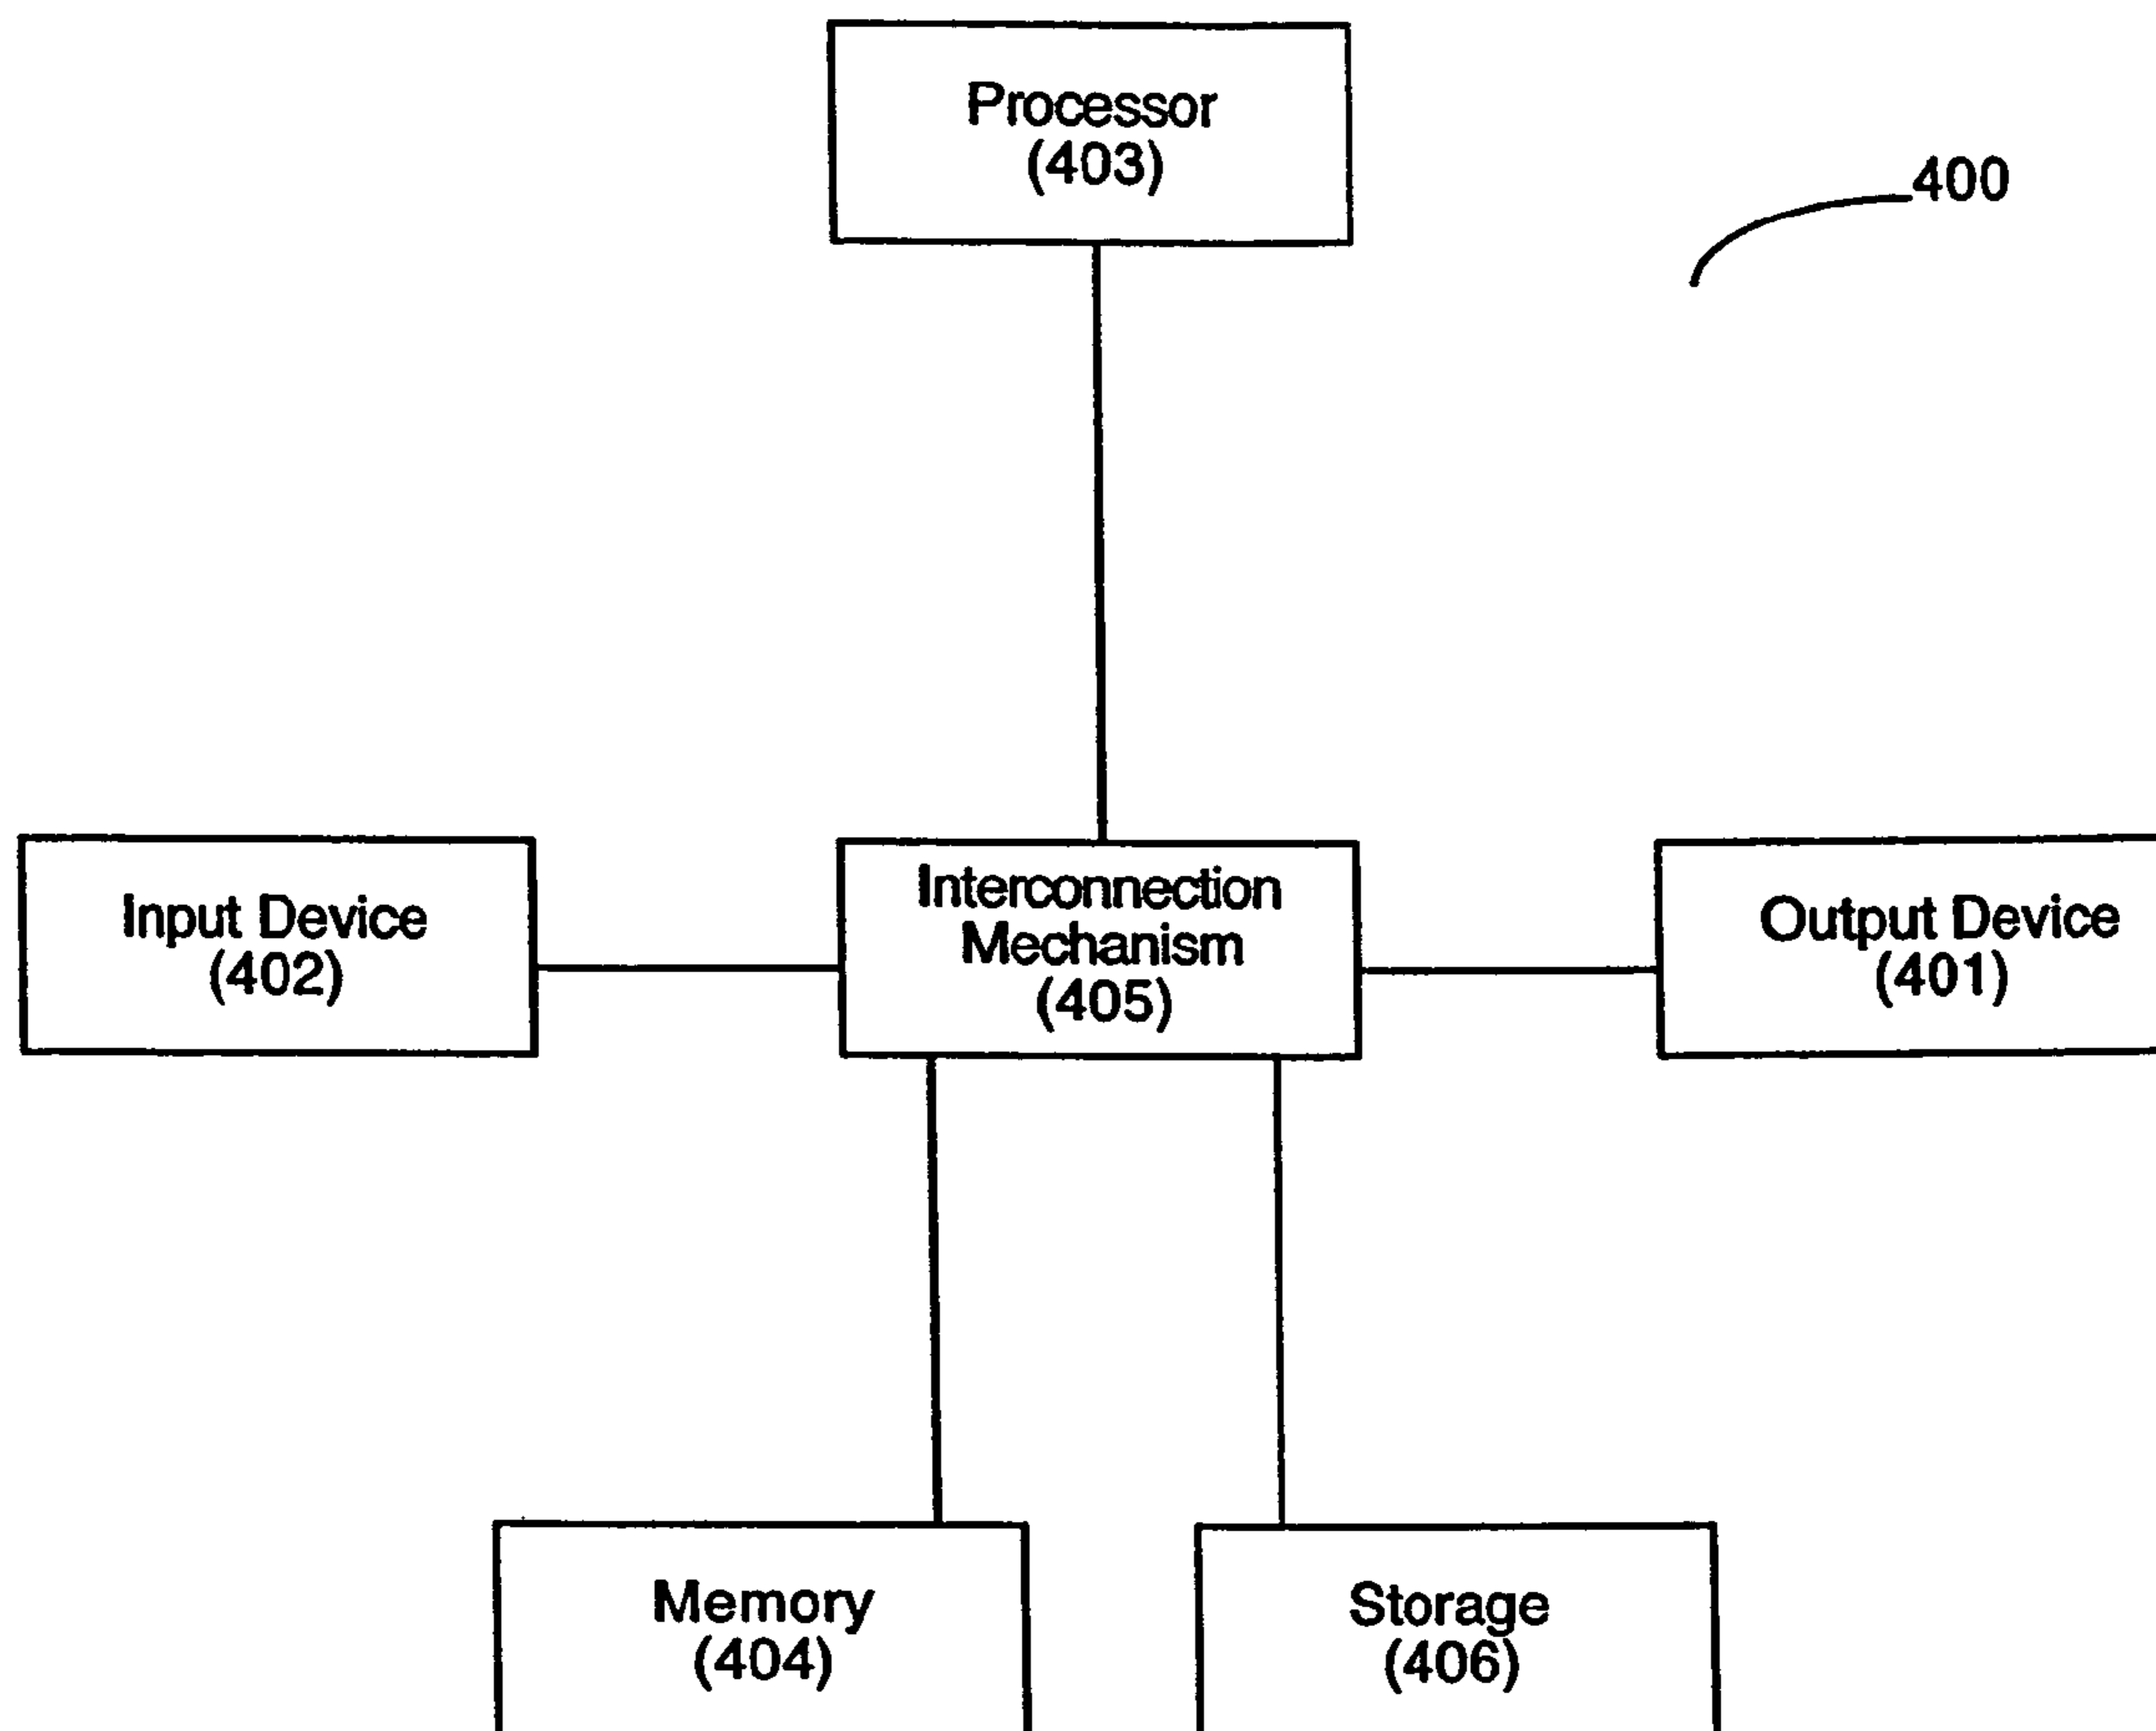 Processor
(403)
400
Input Device
(402)
Interconnection
Mechanism
(405)
Output Device
(401)
Memory
(404)
Storage
(406)